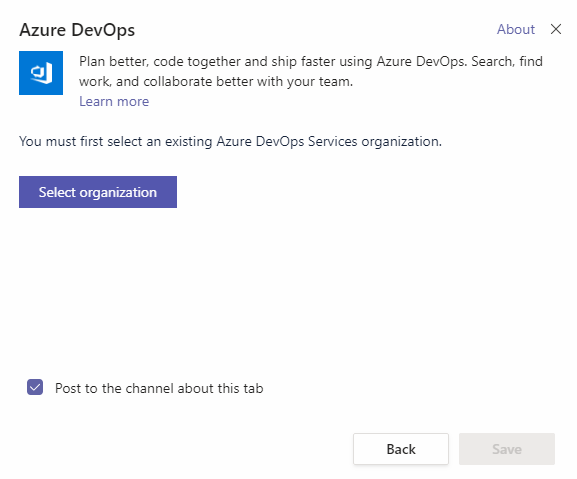 Azure DevOps
About
Plan better, code together and ship faster using Azure DevOps. Search, find
work, and collaborate better with your team.
Learn more
You must first select an existing Azure DevOps Services organization.
Select organization
Post to the channel about this tab
Back
Save